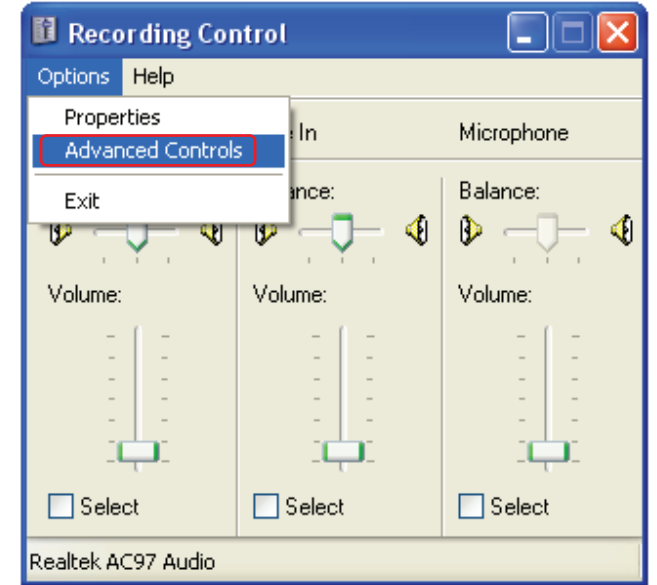 Recording Control
Options Help
Properties
Advanced Controls
Exit
In Microphone
Balance:
Volume: Volume: Volume:
Select Select Select
Realtek AC97 Audio